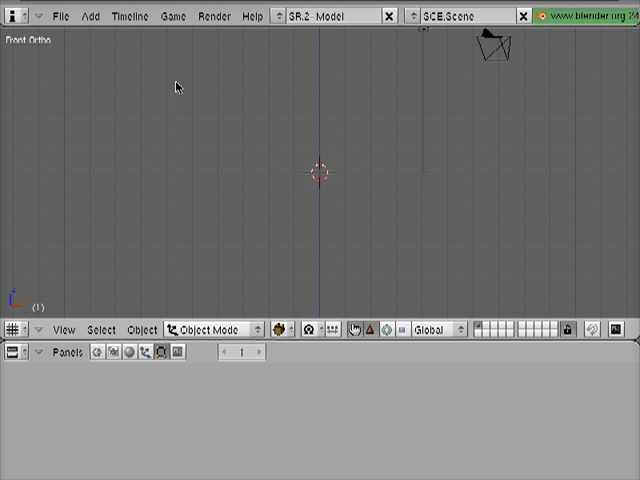 File Add Timeline Game Render Help SR:2-Model SCE:Scene www.blender.org 24
Front Ortho
(1)
View Select Object Object Mode Global
Panels 1